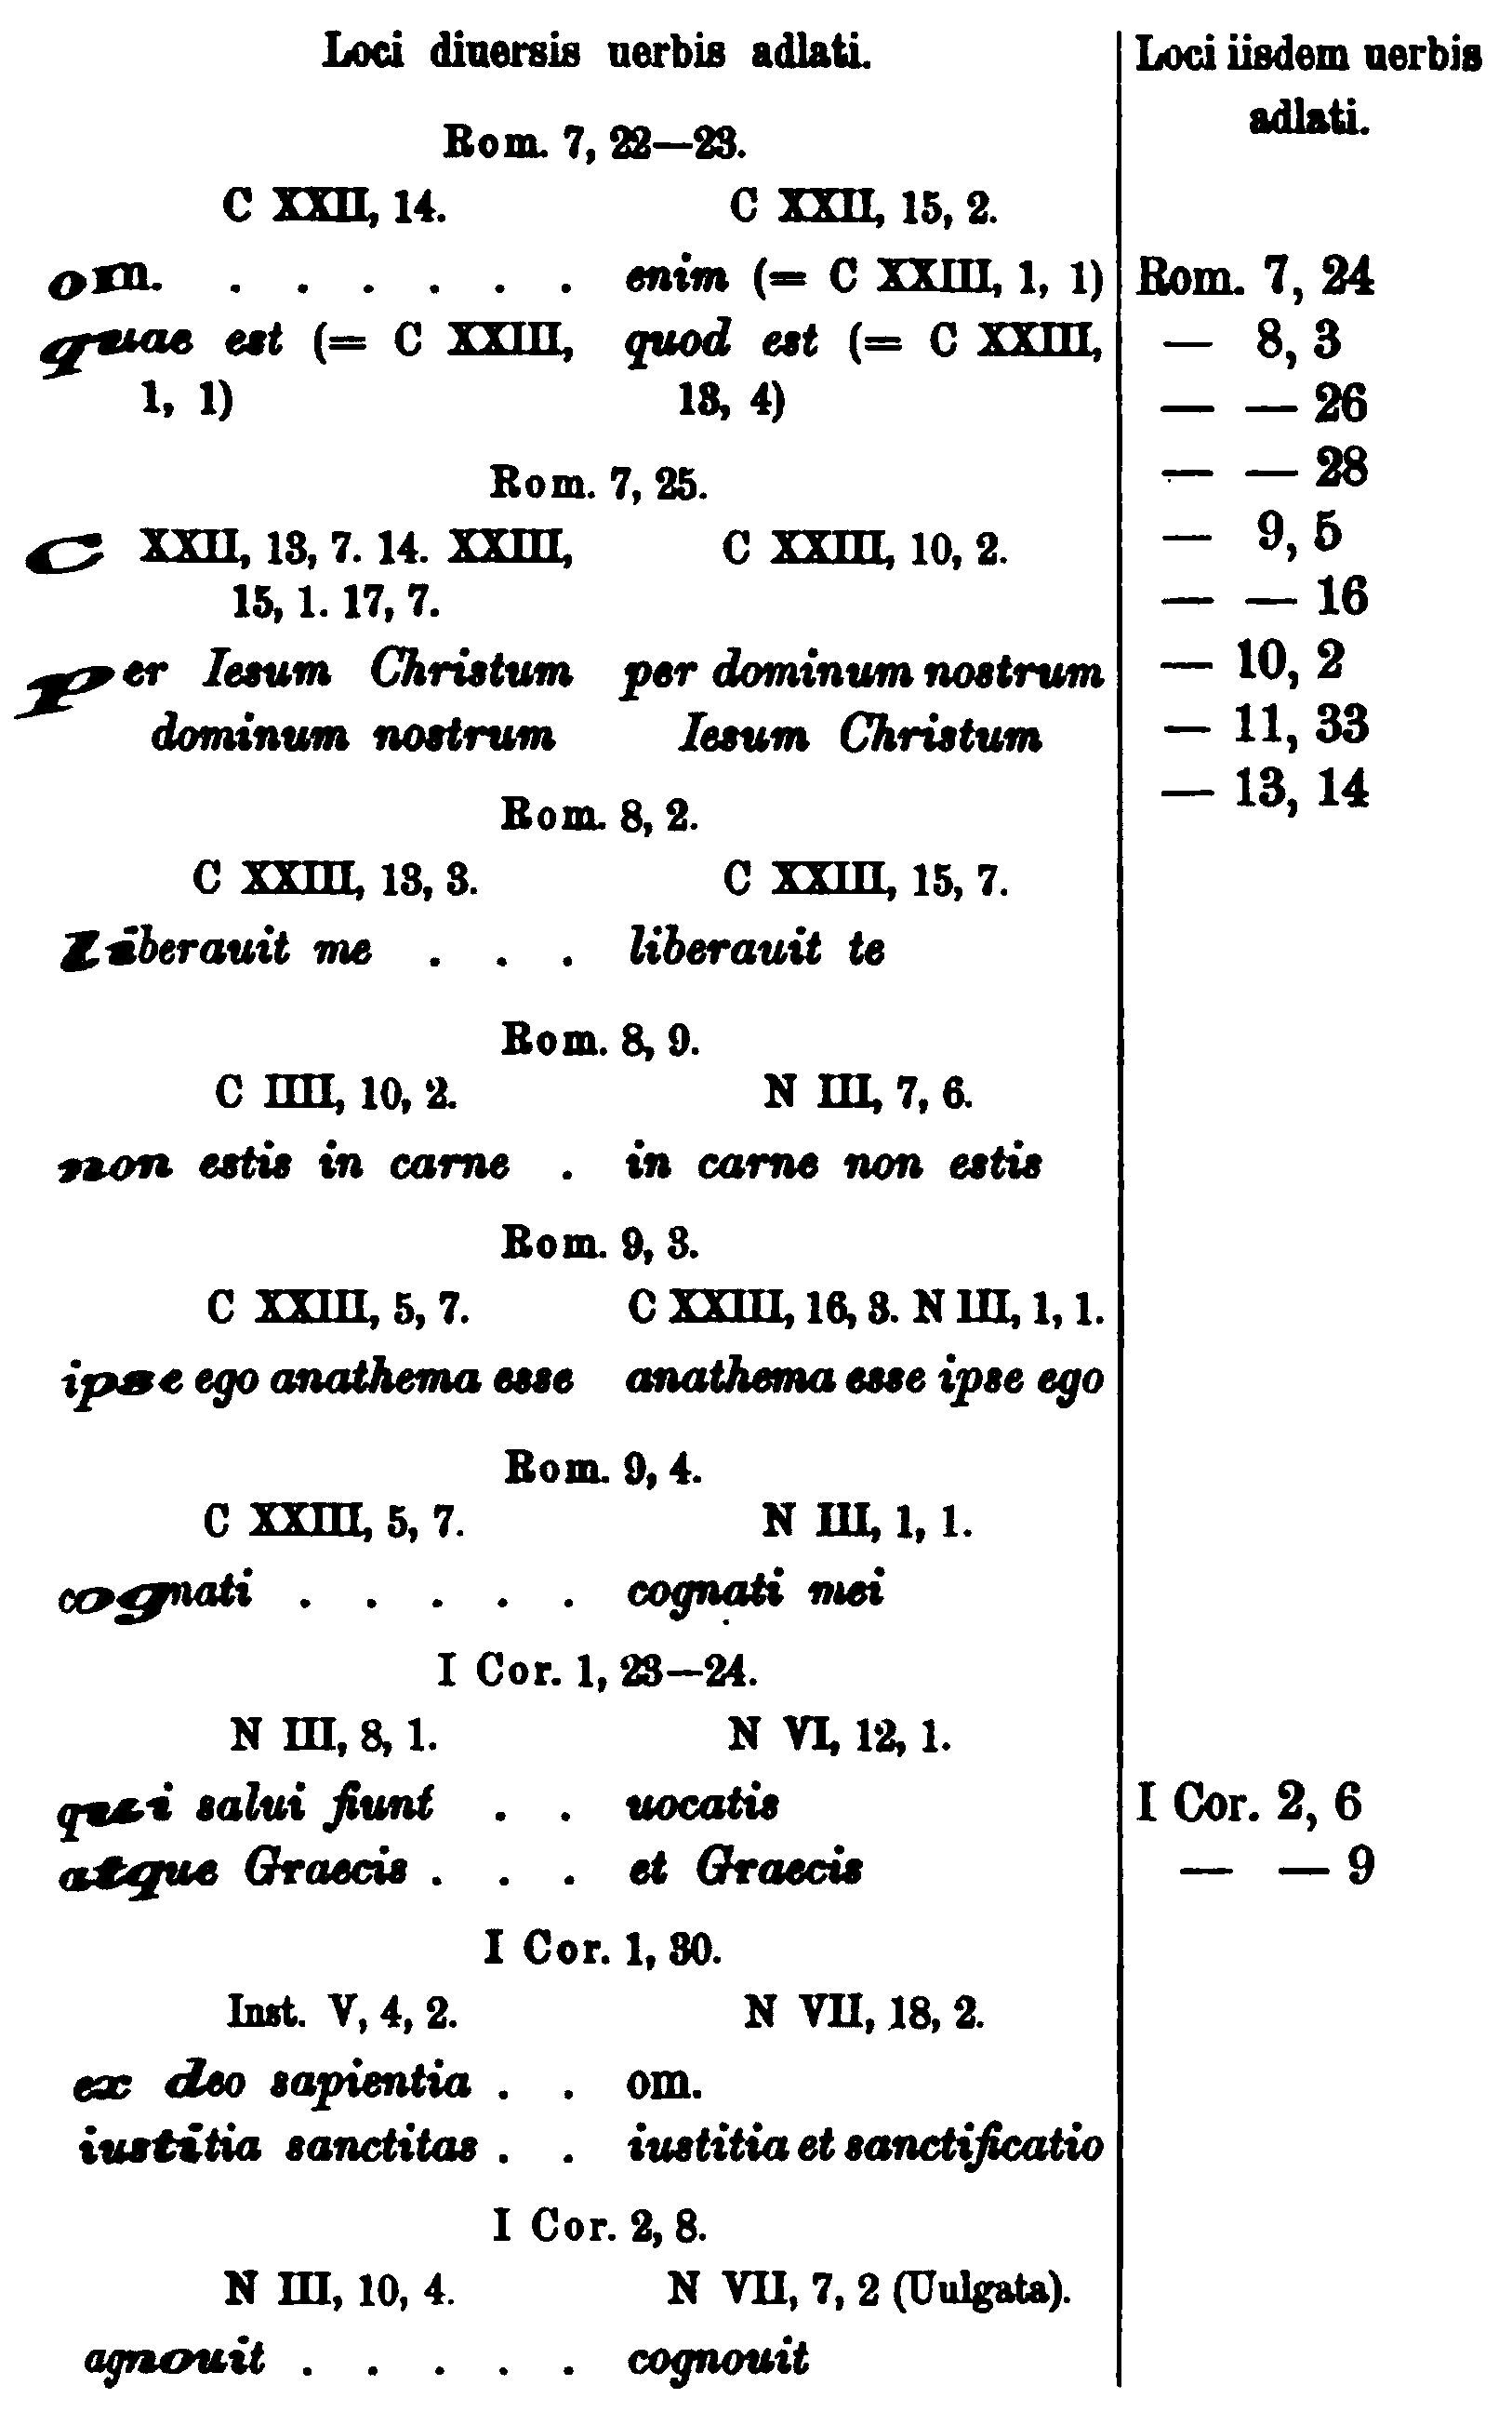 Loci diuersis uerbis adlati.
Rom. 7, 22—23.
C XXII, 14. C XXII, 15, 2.
om. . . . . . . enim (= C XXIII, 1, 1)
quae est (= C XXIII, quod est (= C XXIII,
1, 1) 13, 4)
Rom. 7, 25.
C XXII, 13, 7. 14. XXIII, C XXIII, 10, 2.
15, 1. 17, 7.
per Iesum Christum per dominum nostrum
dominum nostrum Iesum Christum
Rom. 8, 2.
C XXIII, 13, 3. C XXIII, 15, 7.
liberauit me . . . liberauit te
Rom. 8, 9.
C IIII, 10, 2. N III, 7, 6.
non estis in carne . in carne non estis
Rom. 9, 3.
C XXIII, 5, 7. C XXIII, 16, 3. N III, 1, 1.
ipse ego anathema esse anathema esse ipse ego
Rom. 9, 4.
C XXIII, 5, 7. N III, 1, 1.
cognati . . . . . cognati mei
I Cor. 1, 23—24.
N III, 8, 1. N VI, 12, 1.
qui salui fiunt . . uocatis
atque Graecis . . . et Graecis
I Cor. 1, 30.
Inst. V, 4, 2. N VII, 18, 2.
ex deo sapientia . . om.
iustitia sanctitas . . iustitia et sanctificatio
I Cor. 2, 8.
N III, 10, 4. N VII, 7, 2 (Uulgata).
agnouit . . . . . cognouit
Loci iisdem uerbis
adlati.
Rom. 7, 24
— 8, 3
— — 26
— — 28
— 9, 5
— — 16
— 10, 2
— 11, 33
— 13, 14
I Cor. 2, 6
— — 9